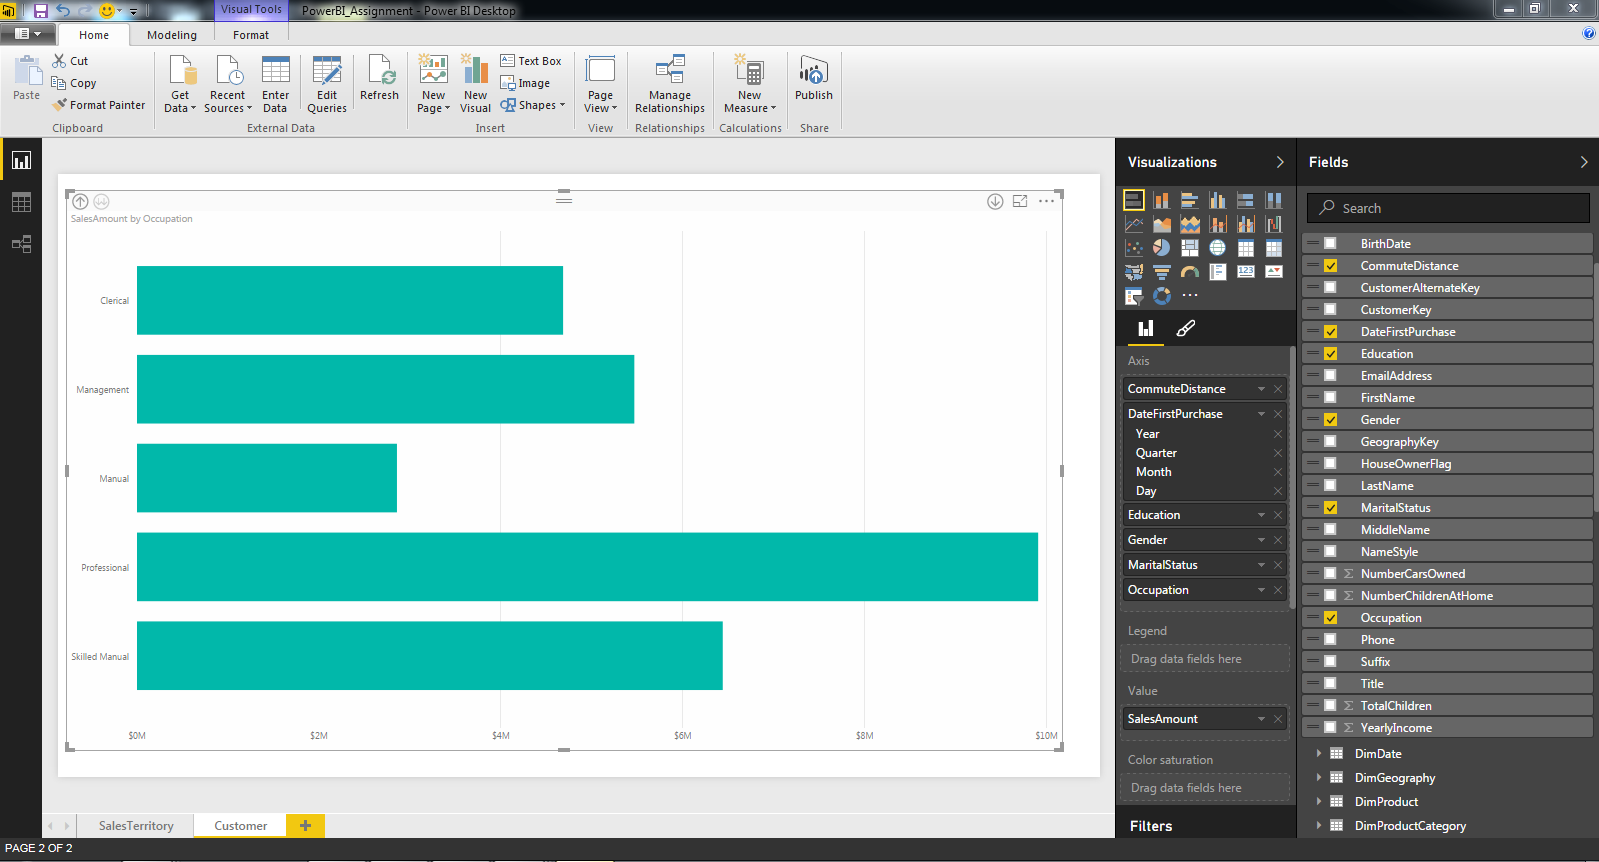 Visual Tools
PowerBI_Assignment - Power BI Desktop
Home Modeling Format
Paste
Cut
Copy
Format Painter
Clipboard
Get Data
Recent Sources
Enter Data
Edit Queries
Refresh
External Data
New Page
New Visual
Text Box
Image
Shapes
Insert
Page View
View
Manage Relationships
Relationships
New Measure
Calculations
Publish
Share
SalesAmount by Occupation
Clerical
Management
Manual
Professional
Skilled Manual
$0M $2M $4M $6M $8M $10M
SalesTerritory Customer
PAGE 2 OF 2
Visualizations
123
Axis
CommuteDistance
DateFirstPurchase
Year
Quarter
Month
Day
Education
Gender
MaritalStatus
Occupation
Legend
Drag data fields here
Value
SalesAmount
Color saturation
Drag data fields here
Filters
Fields
Search
BirthDate
CommuteDistance
CustomerAlternateKey
CustomerKey
DateFirstPurchase
Education
EmailAddress
FirstName
Gender
GeographyKey
HouseOwnerFlag
LastName
MaritalStatus
MiddleName
NameStyle
Σ NumberCarsOwned
Σ NumberChildrenAtHome
Occupation
Phone
Suffix
Title
Σ TotalChildren
Σ YearlyIncome
DimDate
DimGeography
DimProduct
DimProductCategory